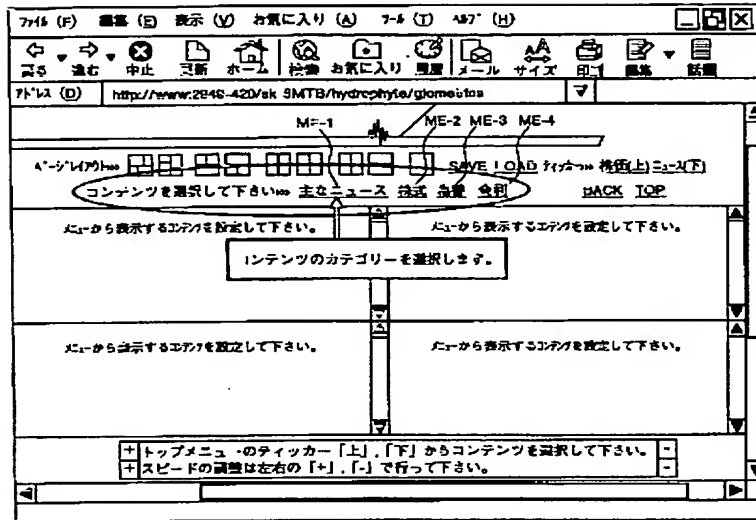 ファイル (F) 編集 (E) 表示 (V) お気に入り (A) ツール (T) ヘルプ (H)
戻る 進む 中止 更新 ホーム 検索 お気に入り 履歴 メール サイズ 印刷 編集 話題
アドレス (D) http://www:2946-420/sk
ME-1 ME-2 ME-3 ME-4
ページレイアウト»» SAVE LOAD ティッカー»» 株価(上) ニュース(下)
コンテンツを選択して下さい»» 主なニュース 株式 為替 金利 BACK TOP
メニューから表示するコンテンツを設定して下さい。 メニューから表示するコンテンツを設定して下さい。
コンテンツのカテゴリーを選択します。
メニューから表示するコンテンツを設定して下さい。 メニューから表示するコンテンツを設定して下さい。
+ トップメニューのティッカー「上」,「下」からコンテンツを選択して下さい。 -
+ スピードの調整は左右の「+」,「-」で行って下さい。 -